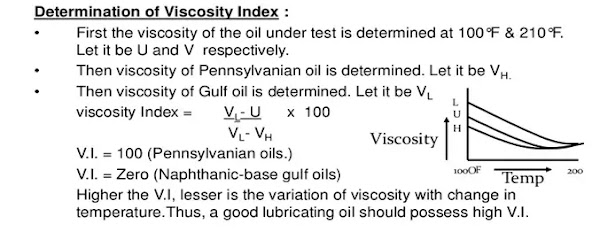 Determination of Viscosity Index :
• First the viscosity of the oil under test is determined at 100°F & 210°F.
Let it be U and V respectively.
• Then viscosity of Pennsylvanian oil is determined. Let it be VH.
• Then viscosity of Gulf oil is determined. Let it be VL
viscosity Index = VL- U x 100
VL- VH
V.I. = 100 (Pennsylvanian oils.)
V.I. = Zero (Naphthanic-base gulf oils)
Higher the V.I, lesser is the variation of viscosity with change in
temperature.Thus, a good lubricating oil should possess high V.I.
L
U
H
Viscosity
100OF
Temp
200